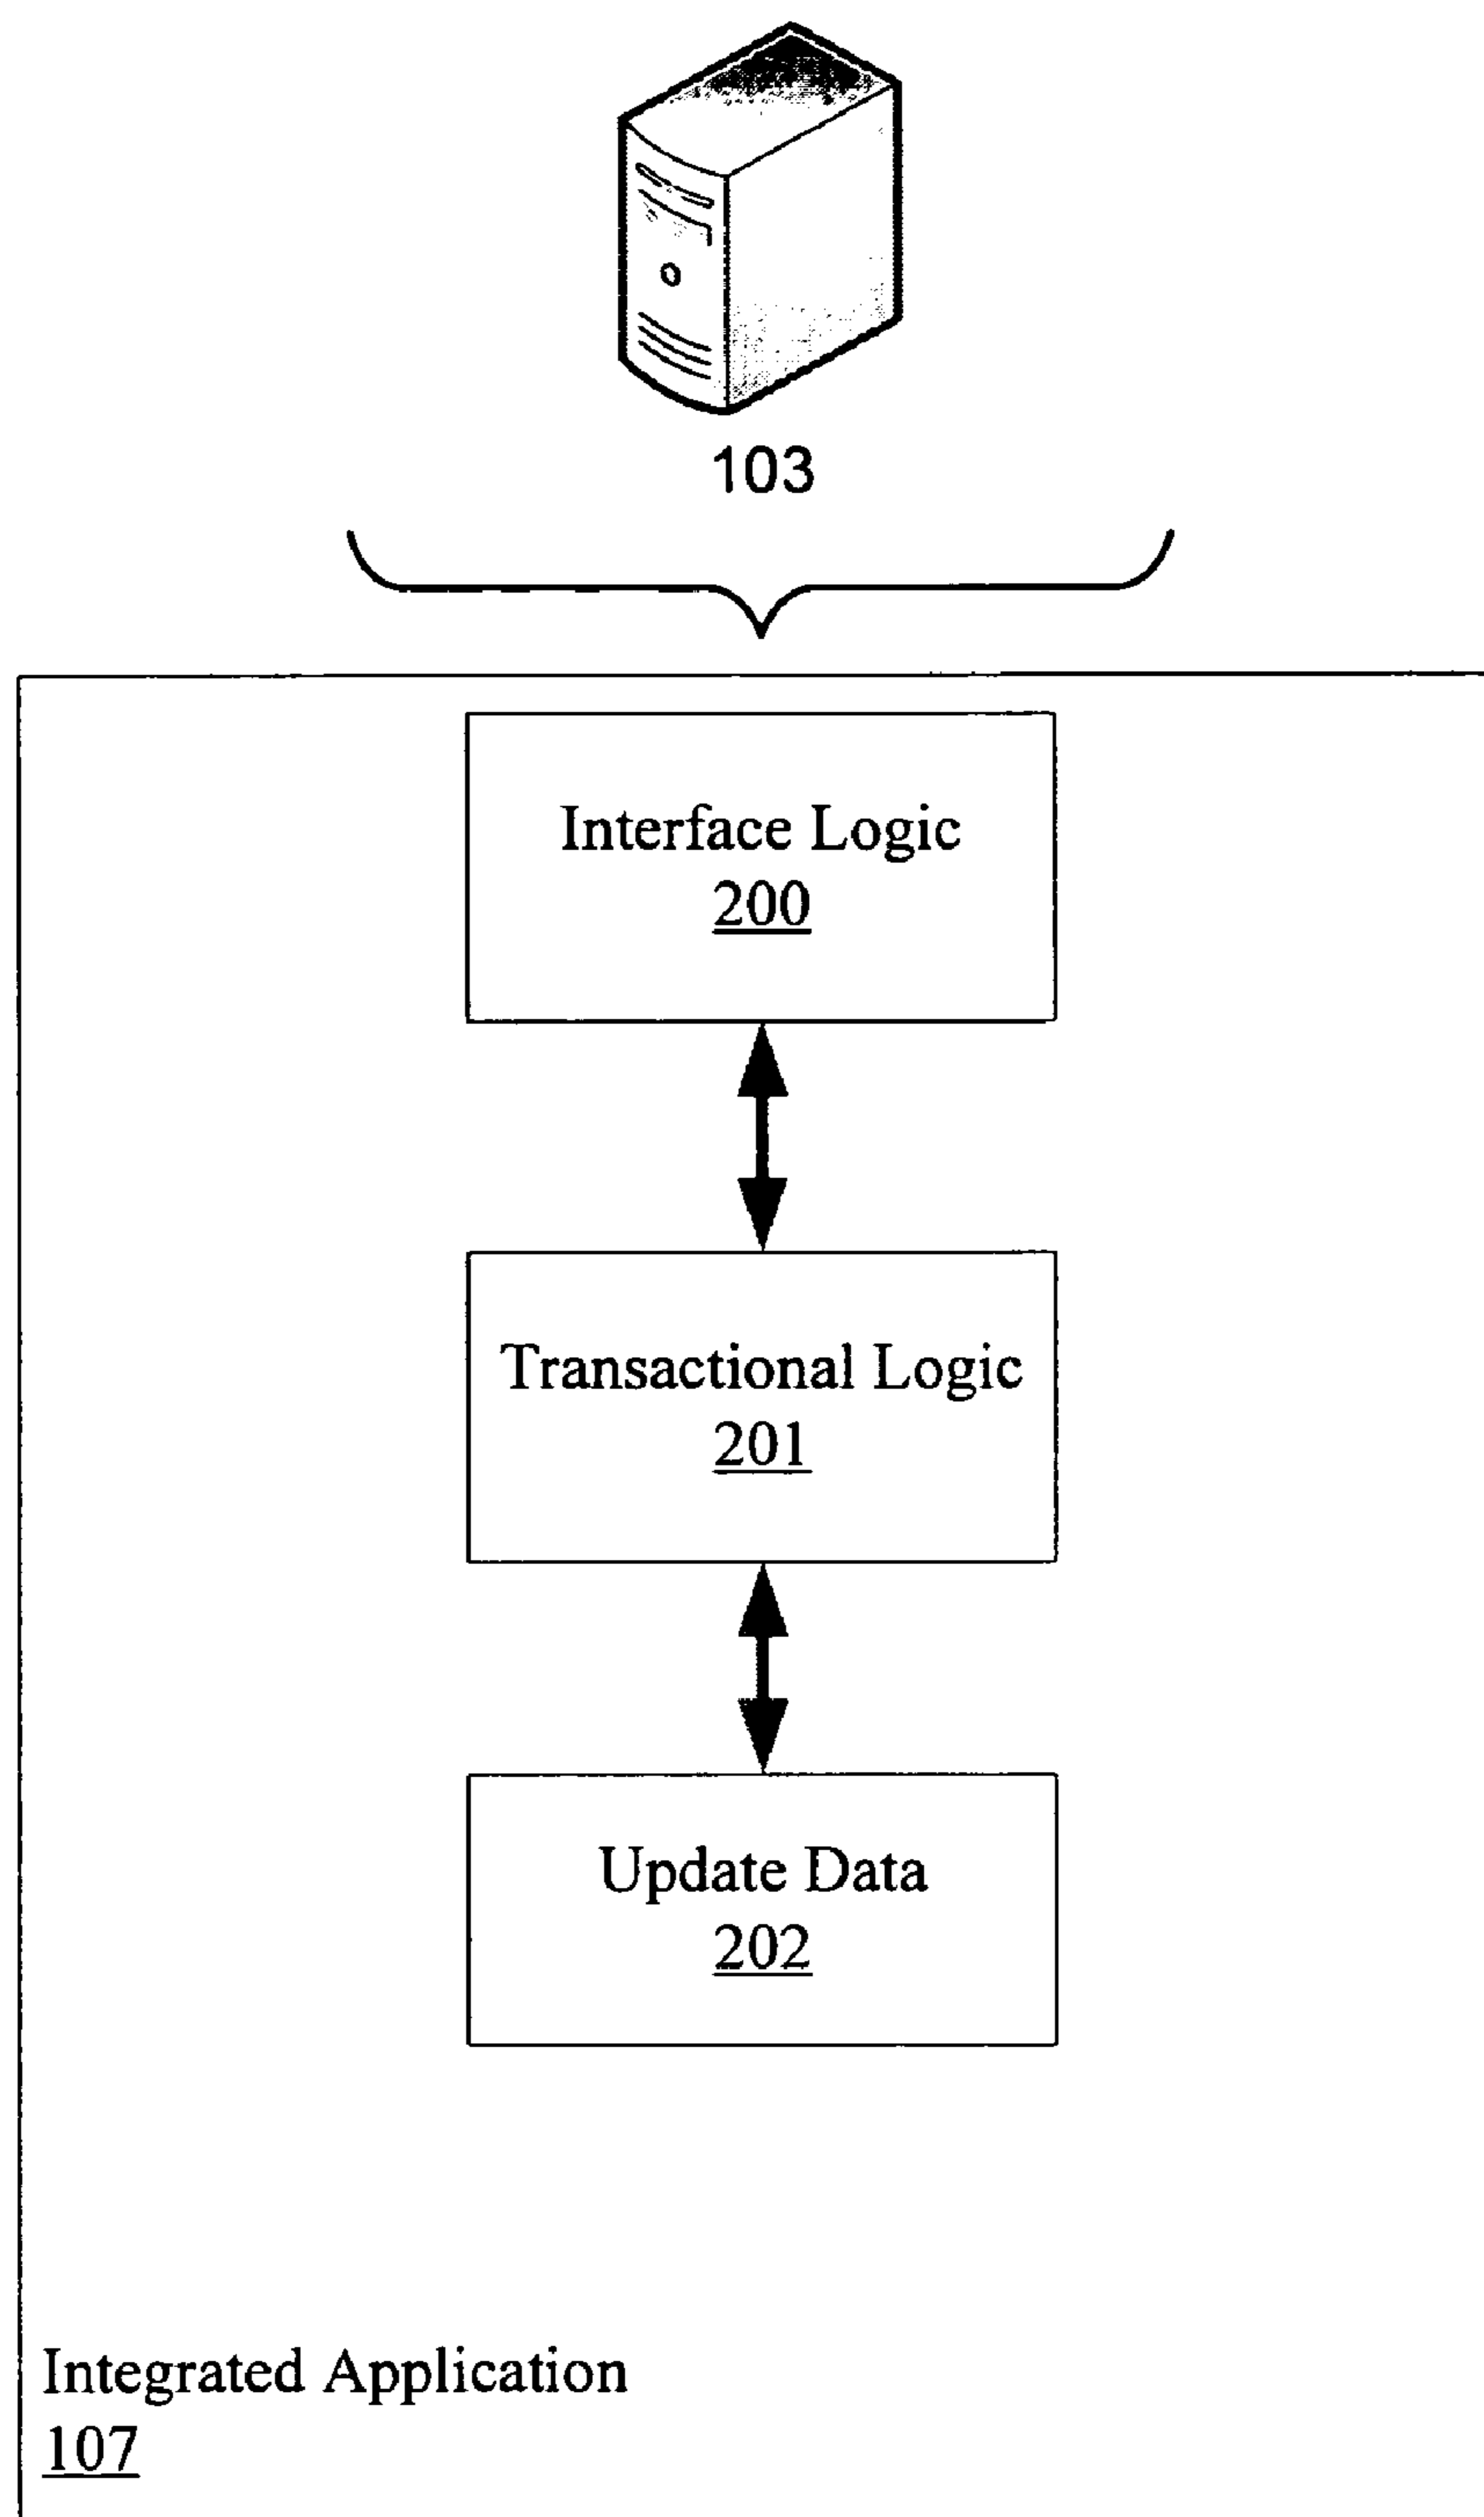 103
Interface Logic
200
Transactional Logic
201
Update Data
202
Integrated Application
107